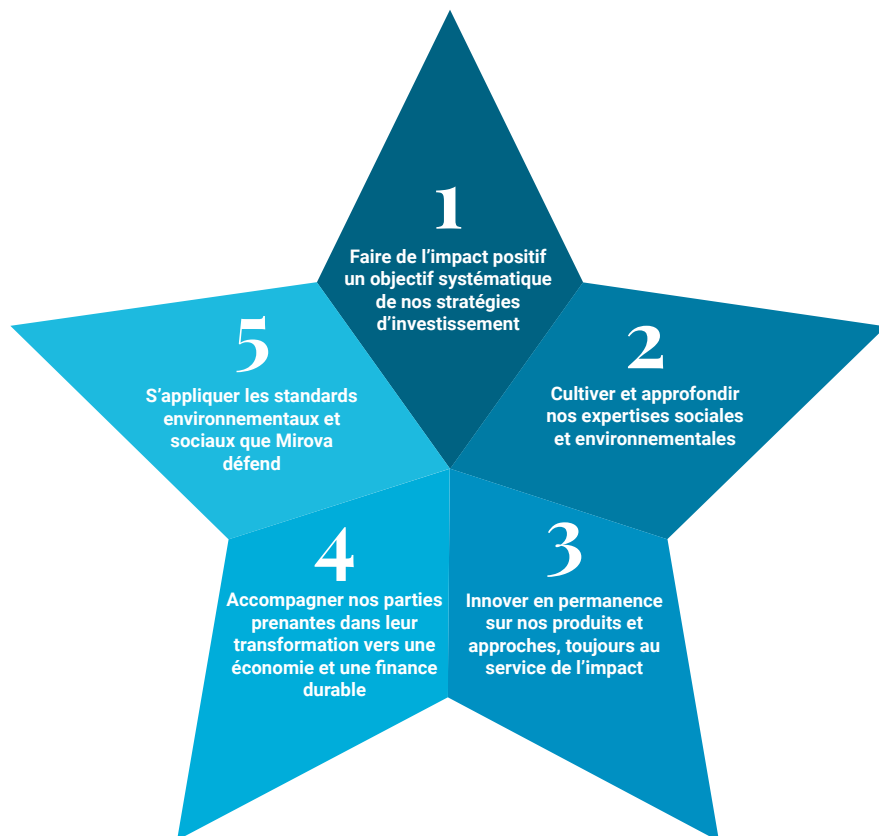 1
Faire de l’impact positif
un objectif systématique
de nos stratégies
d’investissement
2
Cultiver et approfondir
nos expertises sociales
et environnementales
3
Innover en permanence
sur nos produits et
approches, toujours au
service de l’impact
4
Accompagner nos parties
prenantes dans leur
transformation vers une
économie et une finance
durable
5
S’appliquer les standards
environnementaux et
sociaux que Mirova
défend